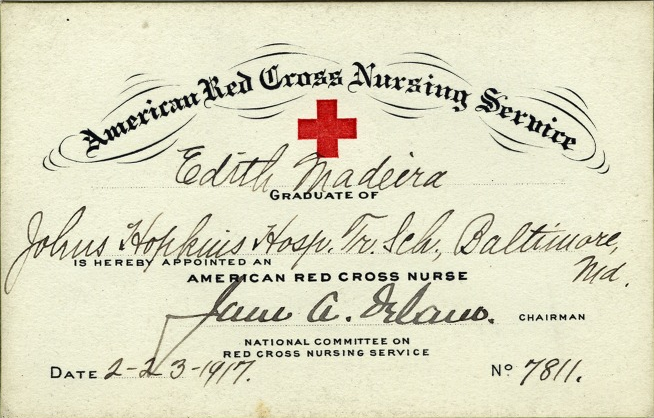 American Red Cross Nursing Service
Edith Madeira
GRADUATE OF
Johns Hopkins Hosp. Tr. Sch., Baltimore,
Md.
IS HEREBY APPOINTED AN
AMERICAN RED CROSS NURSE
Jane A. Delano. CHAIRMAN
NATIONAL COMMITTEE ON
RED CROSS NURSING SERVICE
DATE 2-23-1917. No 7811.